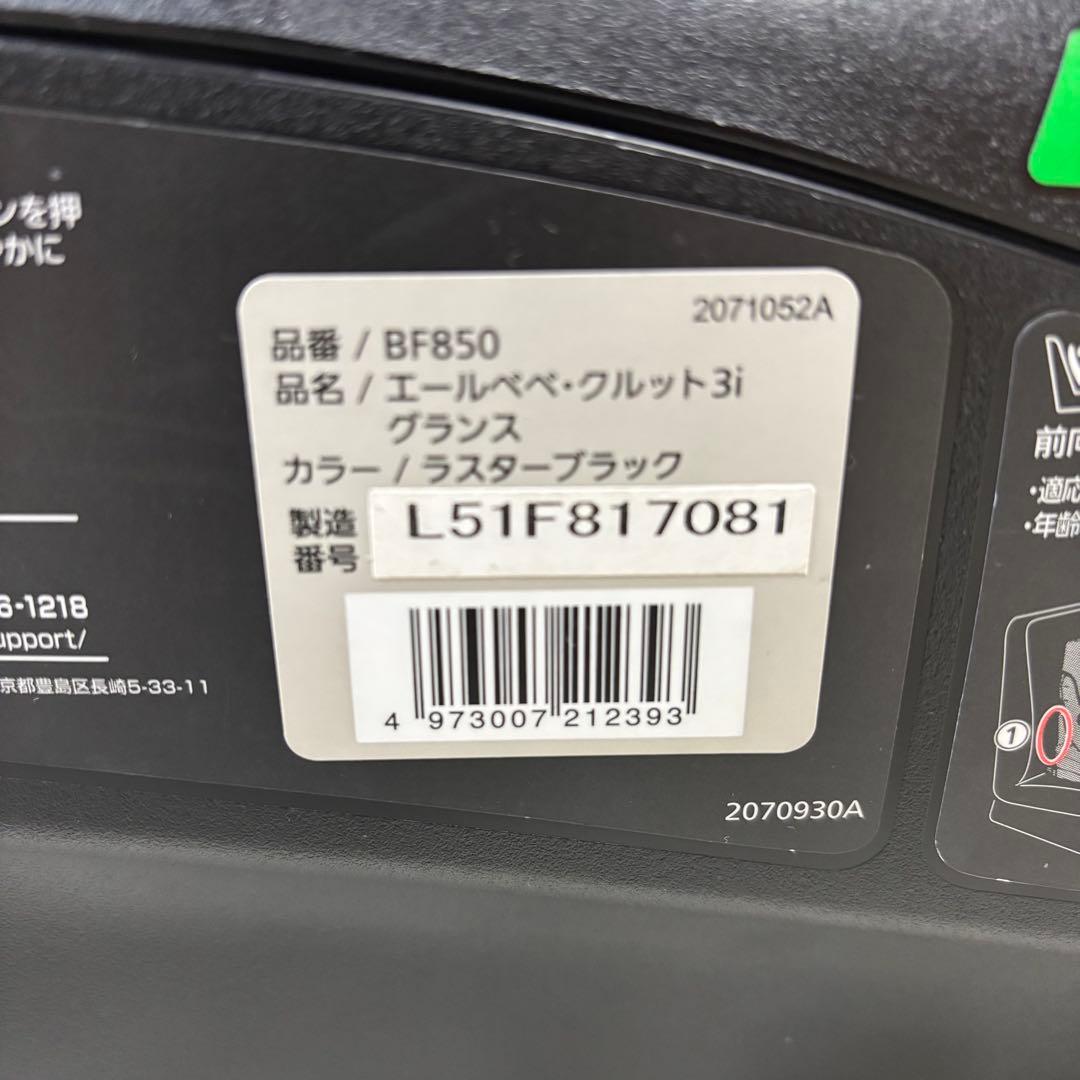 ンを押
やかに
6-1218
upport/
京都豊島区長崎5-33-11
2071052A
品番 / BF850
品名 / エールベベ・クルット3i
グランス
カラー / ラスターブラック
製造
番号
L51F817081
4 973007 212393
2070930A
前向
・適応
・年齢
1